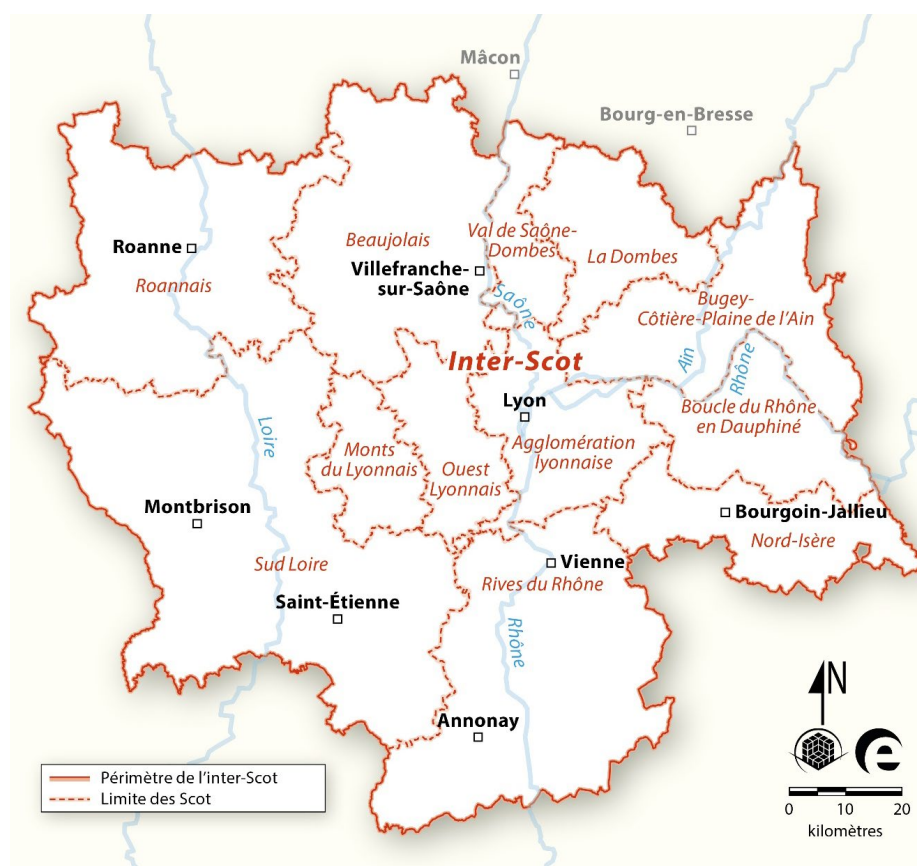 Mâcon
Bourg-en-Bresse
Roanne
Roannais
Beaujolais
Val de Saône-
Dombes
La Dombes
Villefranche-
sur-Saône
Saône
Bugey-
Côtière-Plaine de l'Ain
Inter-Scot
Ain
Rhône
Lyon
Boucle du Rhône
en Dauphiné
Loire
Monts
du Lyonnais
Ouest
Lyonnais
Agglomération
lyonnaise
Montbrison
Bourgoin-Jallieu
Nord-Isère
Sud Loire
Vienne
Rives du Rhône
Saint-Étienne
Rhône
Annonay
N
e
Périmètre de l'inter-Scot
Limite des Scot
0 10 20
kilomètres